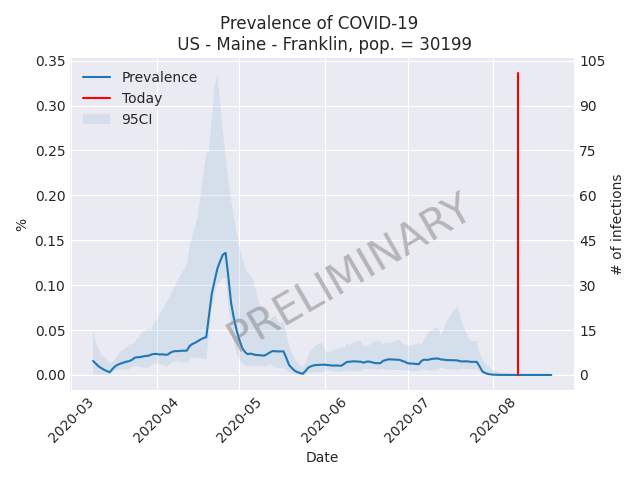 Prevalence of COVID-19
US - Maine - Franklin, pop. = 30199
0.35
0.30
0.25
0.20
0.15
0.10
0.05
0.00
%
Prevalence
Today
95CI
PRELIMINARY
105
90
75
60
45
30
15
0
# of infections
2020-03
2020-04
2020-05
2020-06
2020-07
2020-08
Date